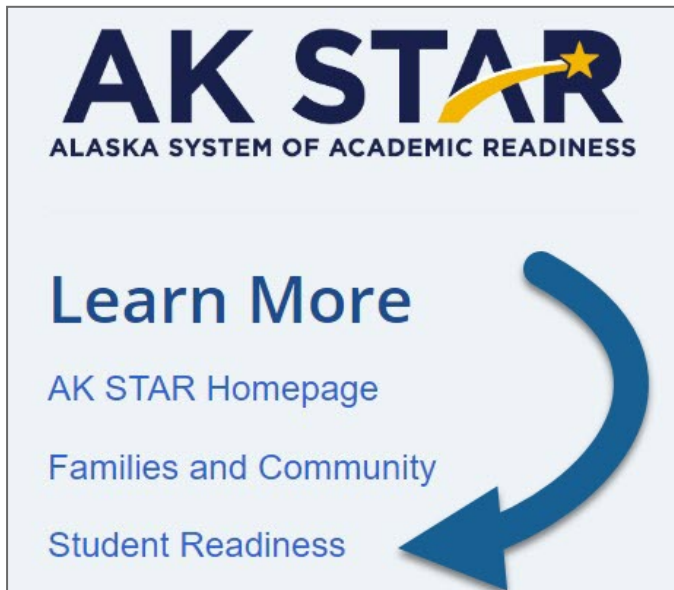 AK STAR
ALASKA SYSTEM OF ACADEMIC READINESS
Learn More
AK STAR Homepage
Families and Community
Student Readiness